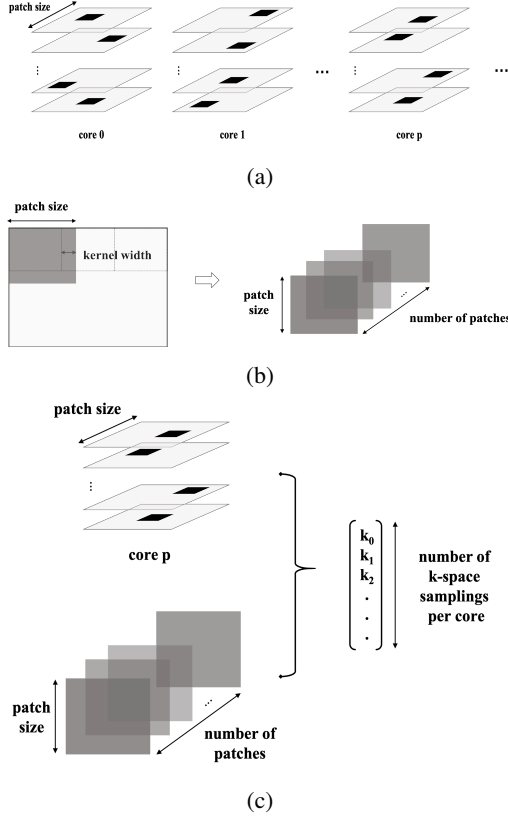 patch size
...
...
...
...
...
core 0
core 1
core p
(a)
patch size
kernel width
patch
size
...
number of patches
(b)
patch size
...
core p
k0
k1
k2
.
.
.
number of
k-space
samplings
per core
patch
size
...
number of
patches
(c)